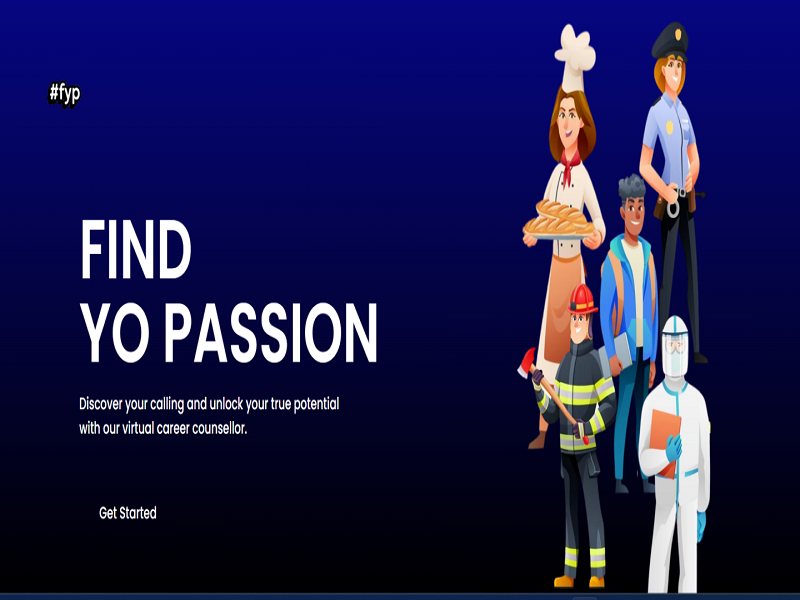 #fyp
FIND
YO PASSION
Discover your calling and unlock your true potential
with our virtual career counsellor.
Get Started